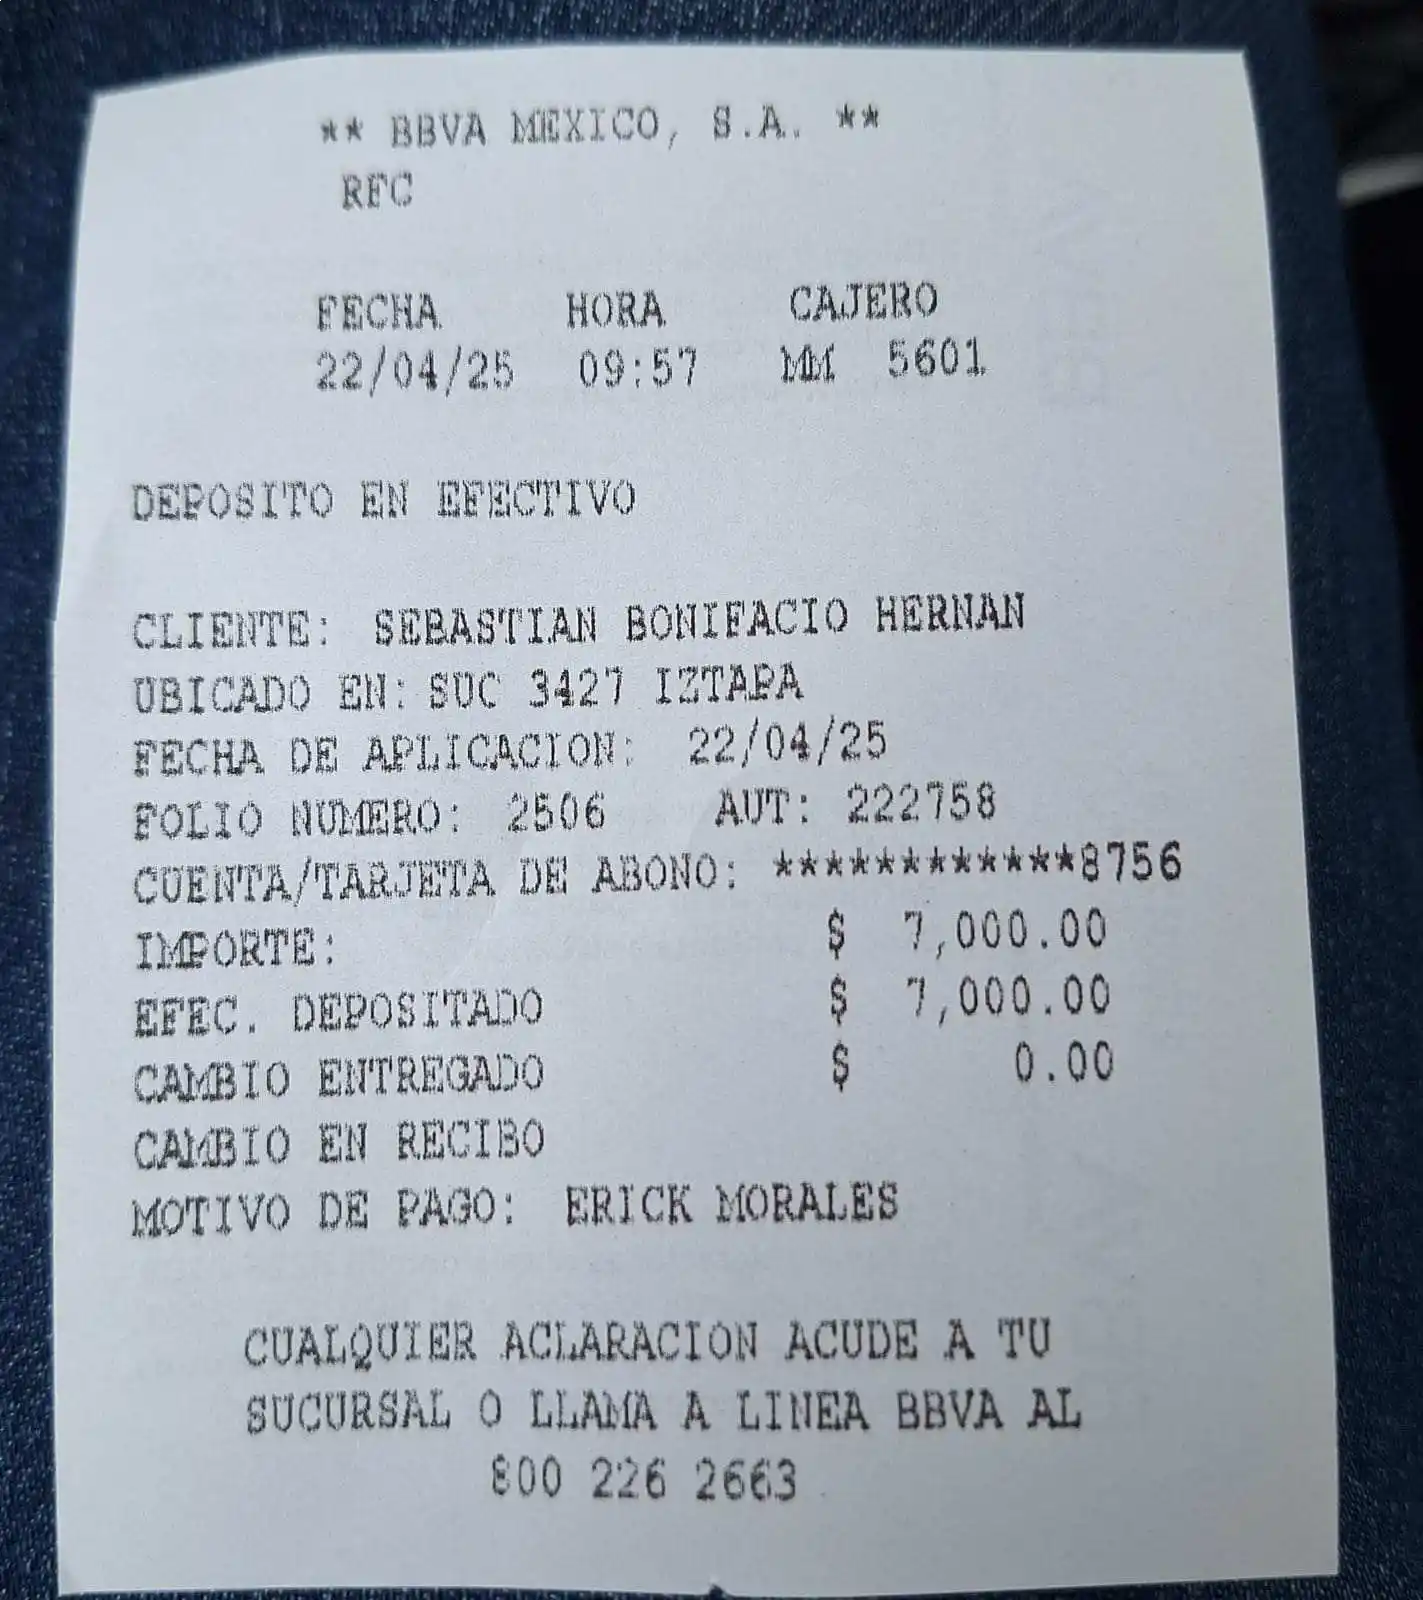 ** BBVA MEXICO, S.A. **
RFC
FECHA HORA CAJERO
22/04/25 09:57 MM 5601
DEPOSITO EN EFECTIVO
CLIENTE: SEBASTIAN BONIFACIO HERNAN
UBICADO EN: SUC 3427 IZTAPA
FECHA DE APLICACION: 22/04/25
FOLIO NUMERO: 2506 AUT: 222758
CUENTA/TARJETA DE ABONO: ************8756
IMPORTE: $ 7,000.00
EFEC. DEPOSITADO $ 7,000.00
CAMBIO ENTREGADO $ 0.00
CAMBIO EN RECIBO
MOTIVO DE PAGO: ERICK MORALES
CUALQUIER ACLARACION ACUDE A TU
SUCURSAL O LLAMA A LINEA BBVA AL
800 226 2663